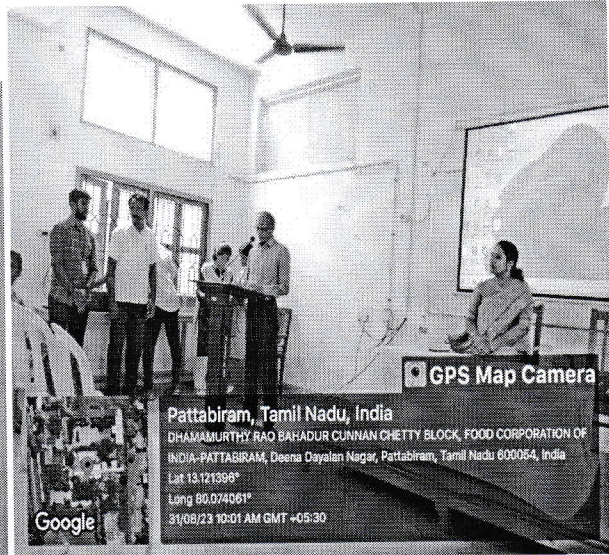 GPS Map Camera
Pattabiram, Tamil Nadu, India
DHAMAMURTHY RAO BAHADUR CUNNAN CHETTY BLOCK, FOOD CORPORATION OF
INDIA-PATTABIRAM, Deena Dayalan Nagar, Pattabiram, Tamil Nadu 600054, India
Lat 13.121396°
Long 80.074061°
31/08/23 10:01 AM GMT +05:30
Google